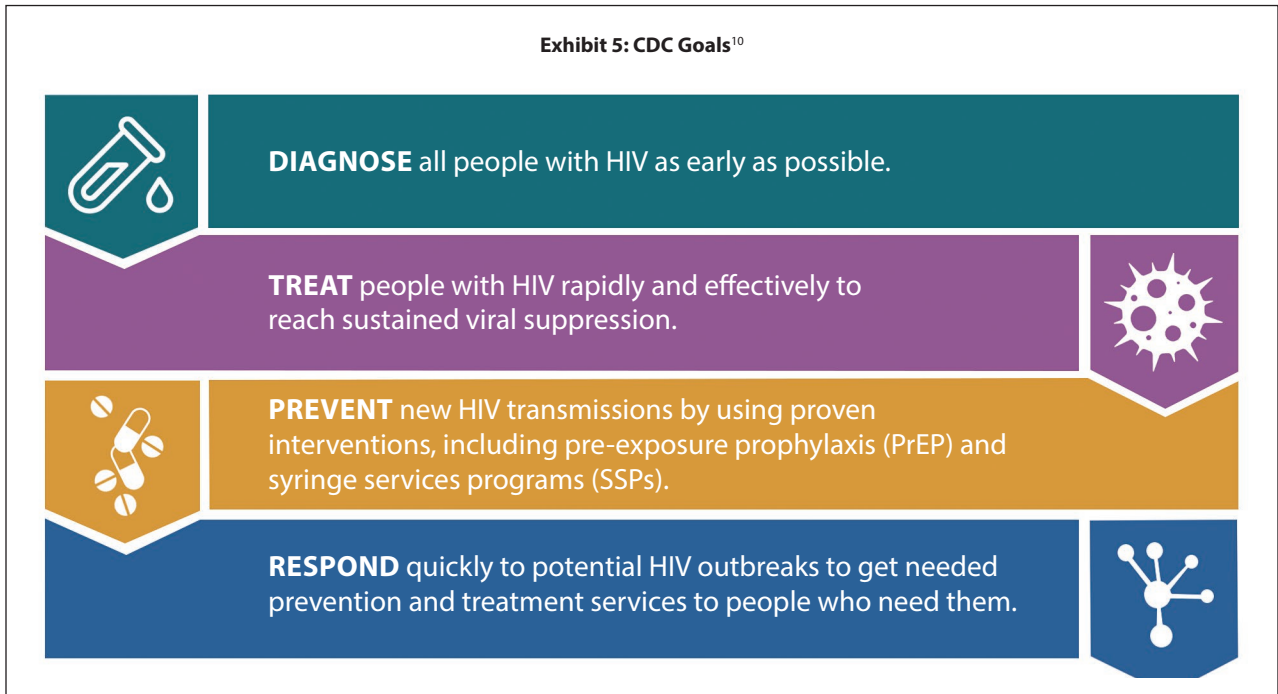 Exhibit 5: CDC Goals¹⁰
DIAGNOSE all people with HIV as early as possible.
TREAT people with HIV rapidly and effectively to
reach sustained viral suppression.
PREVENT new HIV transmissions by using proven
interventions, including pre-exposure prophylaxis (PrEP) and
syringe services programs (SSPs).
RESPOND quickly to potential HIV outbreaks to get needed
prevention and treatment services to people who need them.